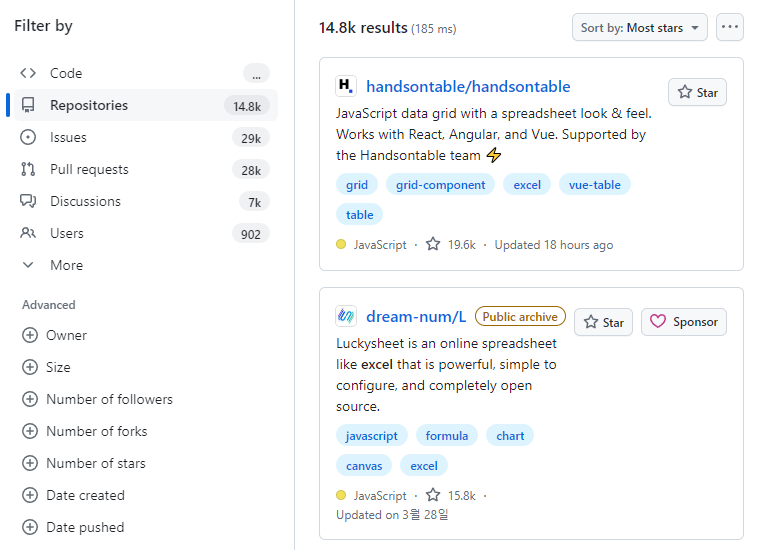 Filter by
Code ...
Repositories 14.8k
Issues 29k
Pull requests 28k
Discussions 7k
Users 902
More
Advanced
Owner
Size
Number of followers
Number of forks
Number of stars
Date created
Date pushed
14.8k results (185 ms)
Sort by: Most stars
...
H.
handsontable/handsontable
Star
JavaScript data grid with a spreadsheet look & feel.
Works with React, Angular, and Vue. Supported by
the Handsontable team ⚡
grid grid-component excel vue-table
table
JavaScript · 19.6k · Updated 18 hours ago
dream-num/L Public archive
Star Sponsor
Luckysheet is an online spreadsheet
like excel that is powerful, simple to
configure, and completely open
source.
javascript formula chart
canvas excel
JavaScript · 15.8k ·
Updated on 3월 28일